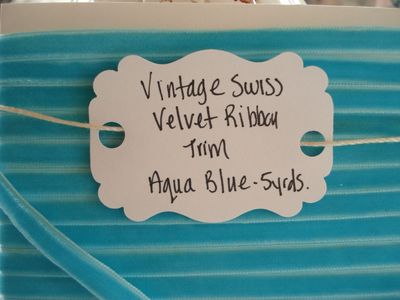 Vintage Swiss
Velvet Ribbon
Trim
Aqua Blue-5yrds.